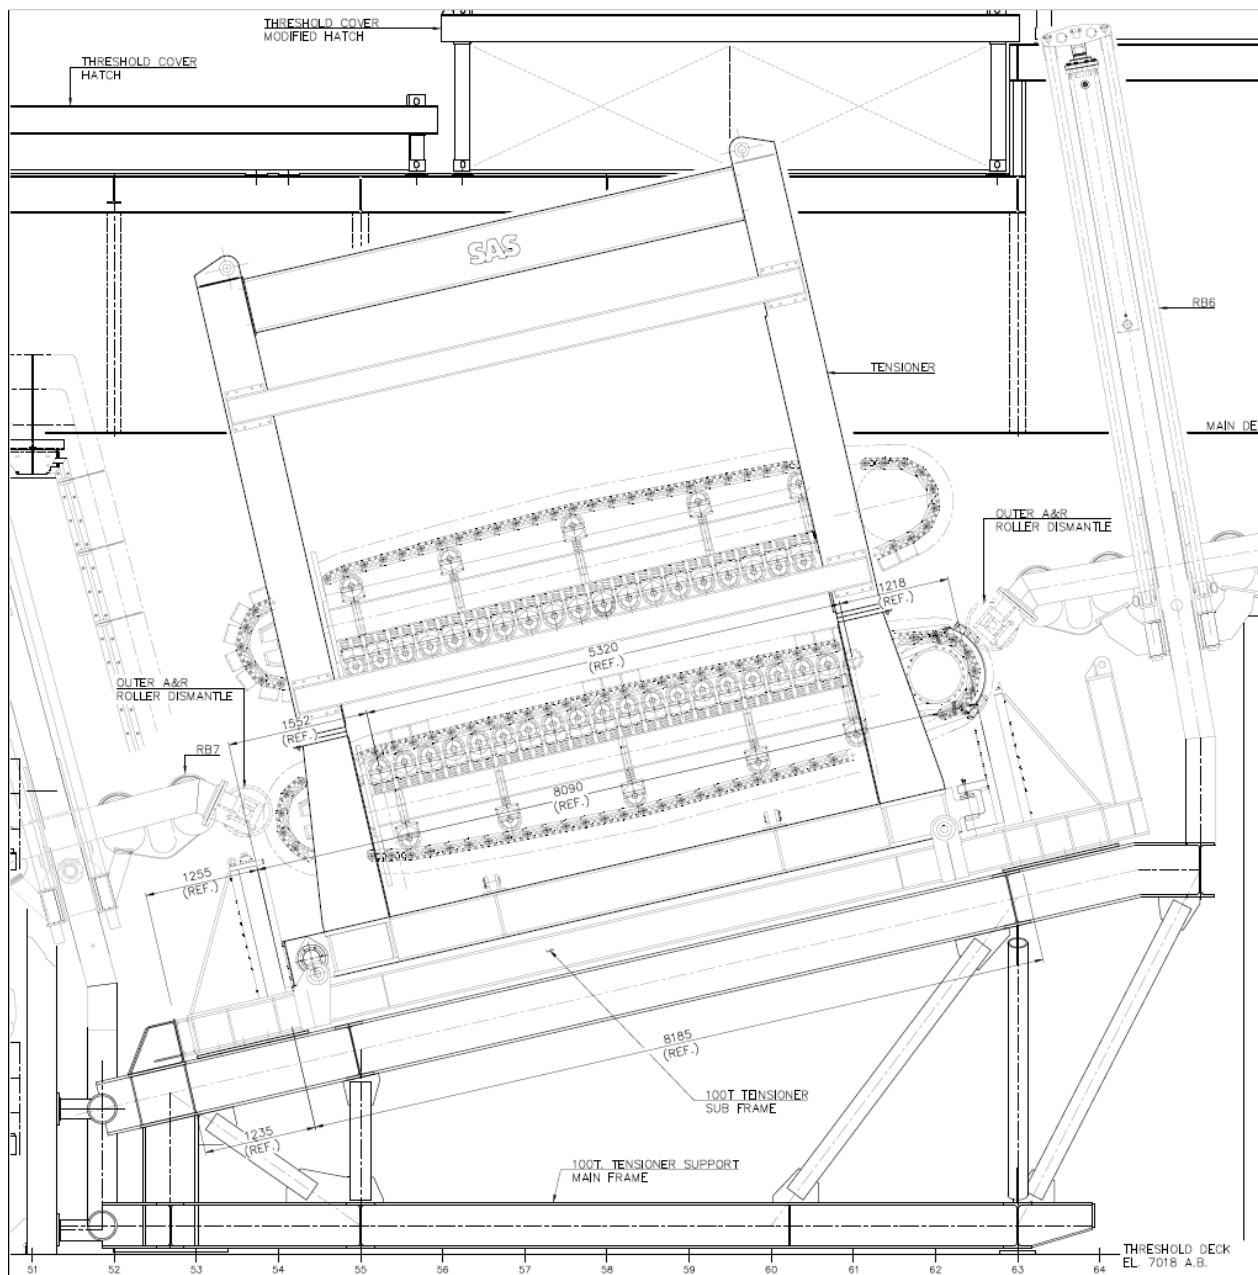 THRESHOLD COVER
MODIFIED HATCH
THRESHOLD COVER
HATCH
SAS
RB6
TENSIONER
MAIN DE
OUTER A&R
ROLLER DISMANTLE
1218
(REF.)
5320
(REF.)
OUTER A&R
ROLLER DISMANTLE
1552
(REF.)
RB7
8090
(REF.)
1255
(REF.)
8185
(REF.)
100T TEINSIONER
SUB FRAME
1235
(REF.)
100T. TENSIONER SUPPORT
MAIN FRAME
THRESHOLD DECK
EL. 7018 A.B.
51 52 53 54 55 56 57 58 59 60 61 62 63 64